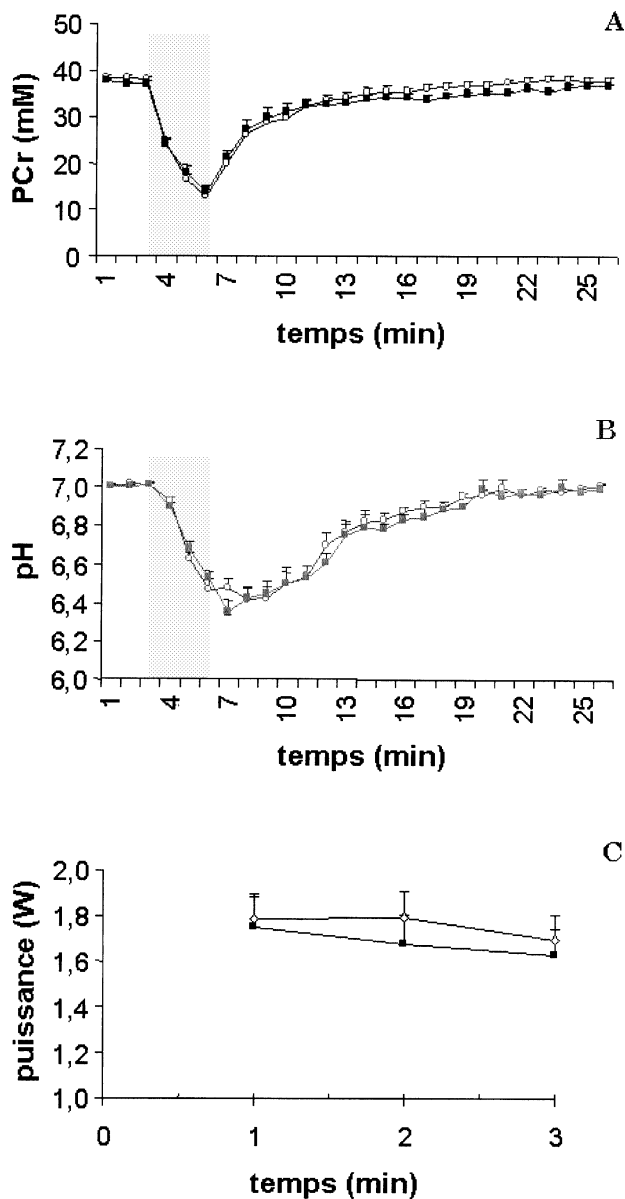 A
PCr (mM)
50
40
30
20
10
0
1 4 7 10 13 16 19 22 25
temps (min)
B
pH
7,2
7,0
6,8
6,6
6,4
6,2
6,0
1 4 7 10 13 16 19 22 25
temps (min)
C
puissance (W)
2,0
1,8
1,6
1,4
1,2
1,0
0 1 2 3
temps (min)